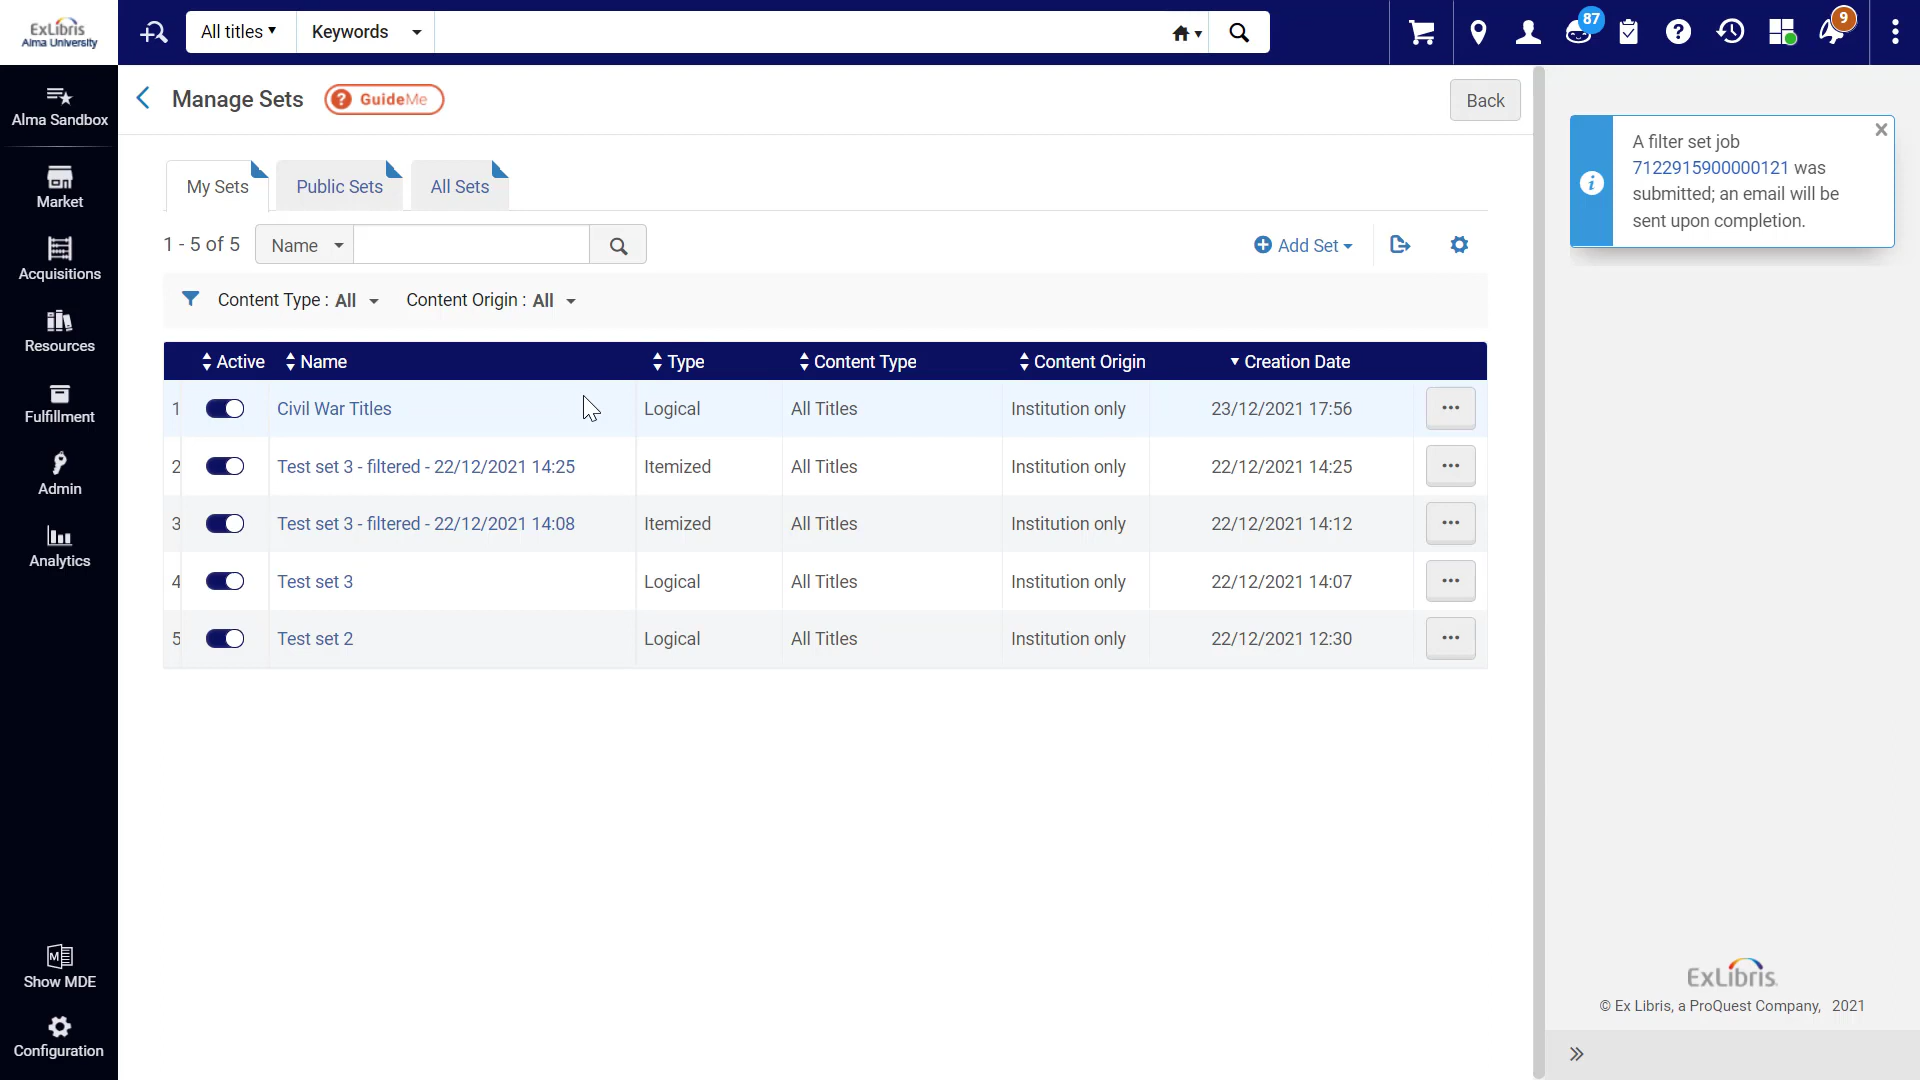 ExLibris
Alma University
All titles
Keywords
87
9
Alma Sandbox
Market
Acquisitions
Resources
Fulfillment
Admin
Analytics
Show MDE
Configuration
Manage Sets
? GuideMe
Back
My Sets
Public Sets
All Sets
1 - 5 of 5
Name
Add Set
Content Type : All
Content Origin : All
Active Name Type Content Type Content Origin Creation Date
1 Civil War Titles Logical All Titles Institution only 23/12/2021 17:56
2 Test set 3 - filtered - 22/12/2021 14:25 Itemized All Titles Institution only 22/12/2021 14:25
3 Test set 3 - filtered - 22/12/2021 14:08 Itemized All Titles Institution only 22/12/2021 14:12
4 Test set 3 Logical All Titles Institution only 22/12/2021 14:07
5 Test set 2 Logical All Titles Institution only 22/12/2021 12:30
A filter set job
7122915900000121 was
submitted; an email will be
sent upon completion.
ExLibris
© Ex Libris, a ProQuest Company, 2021